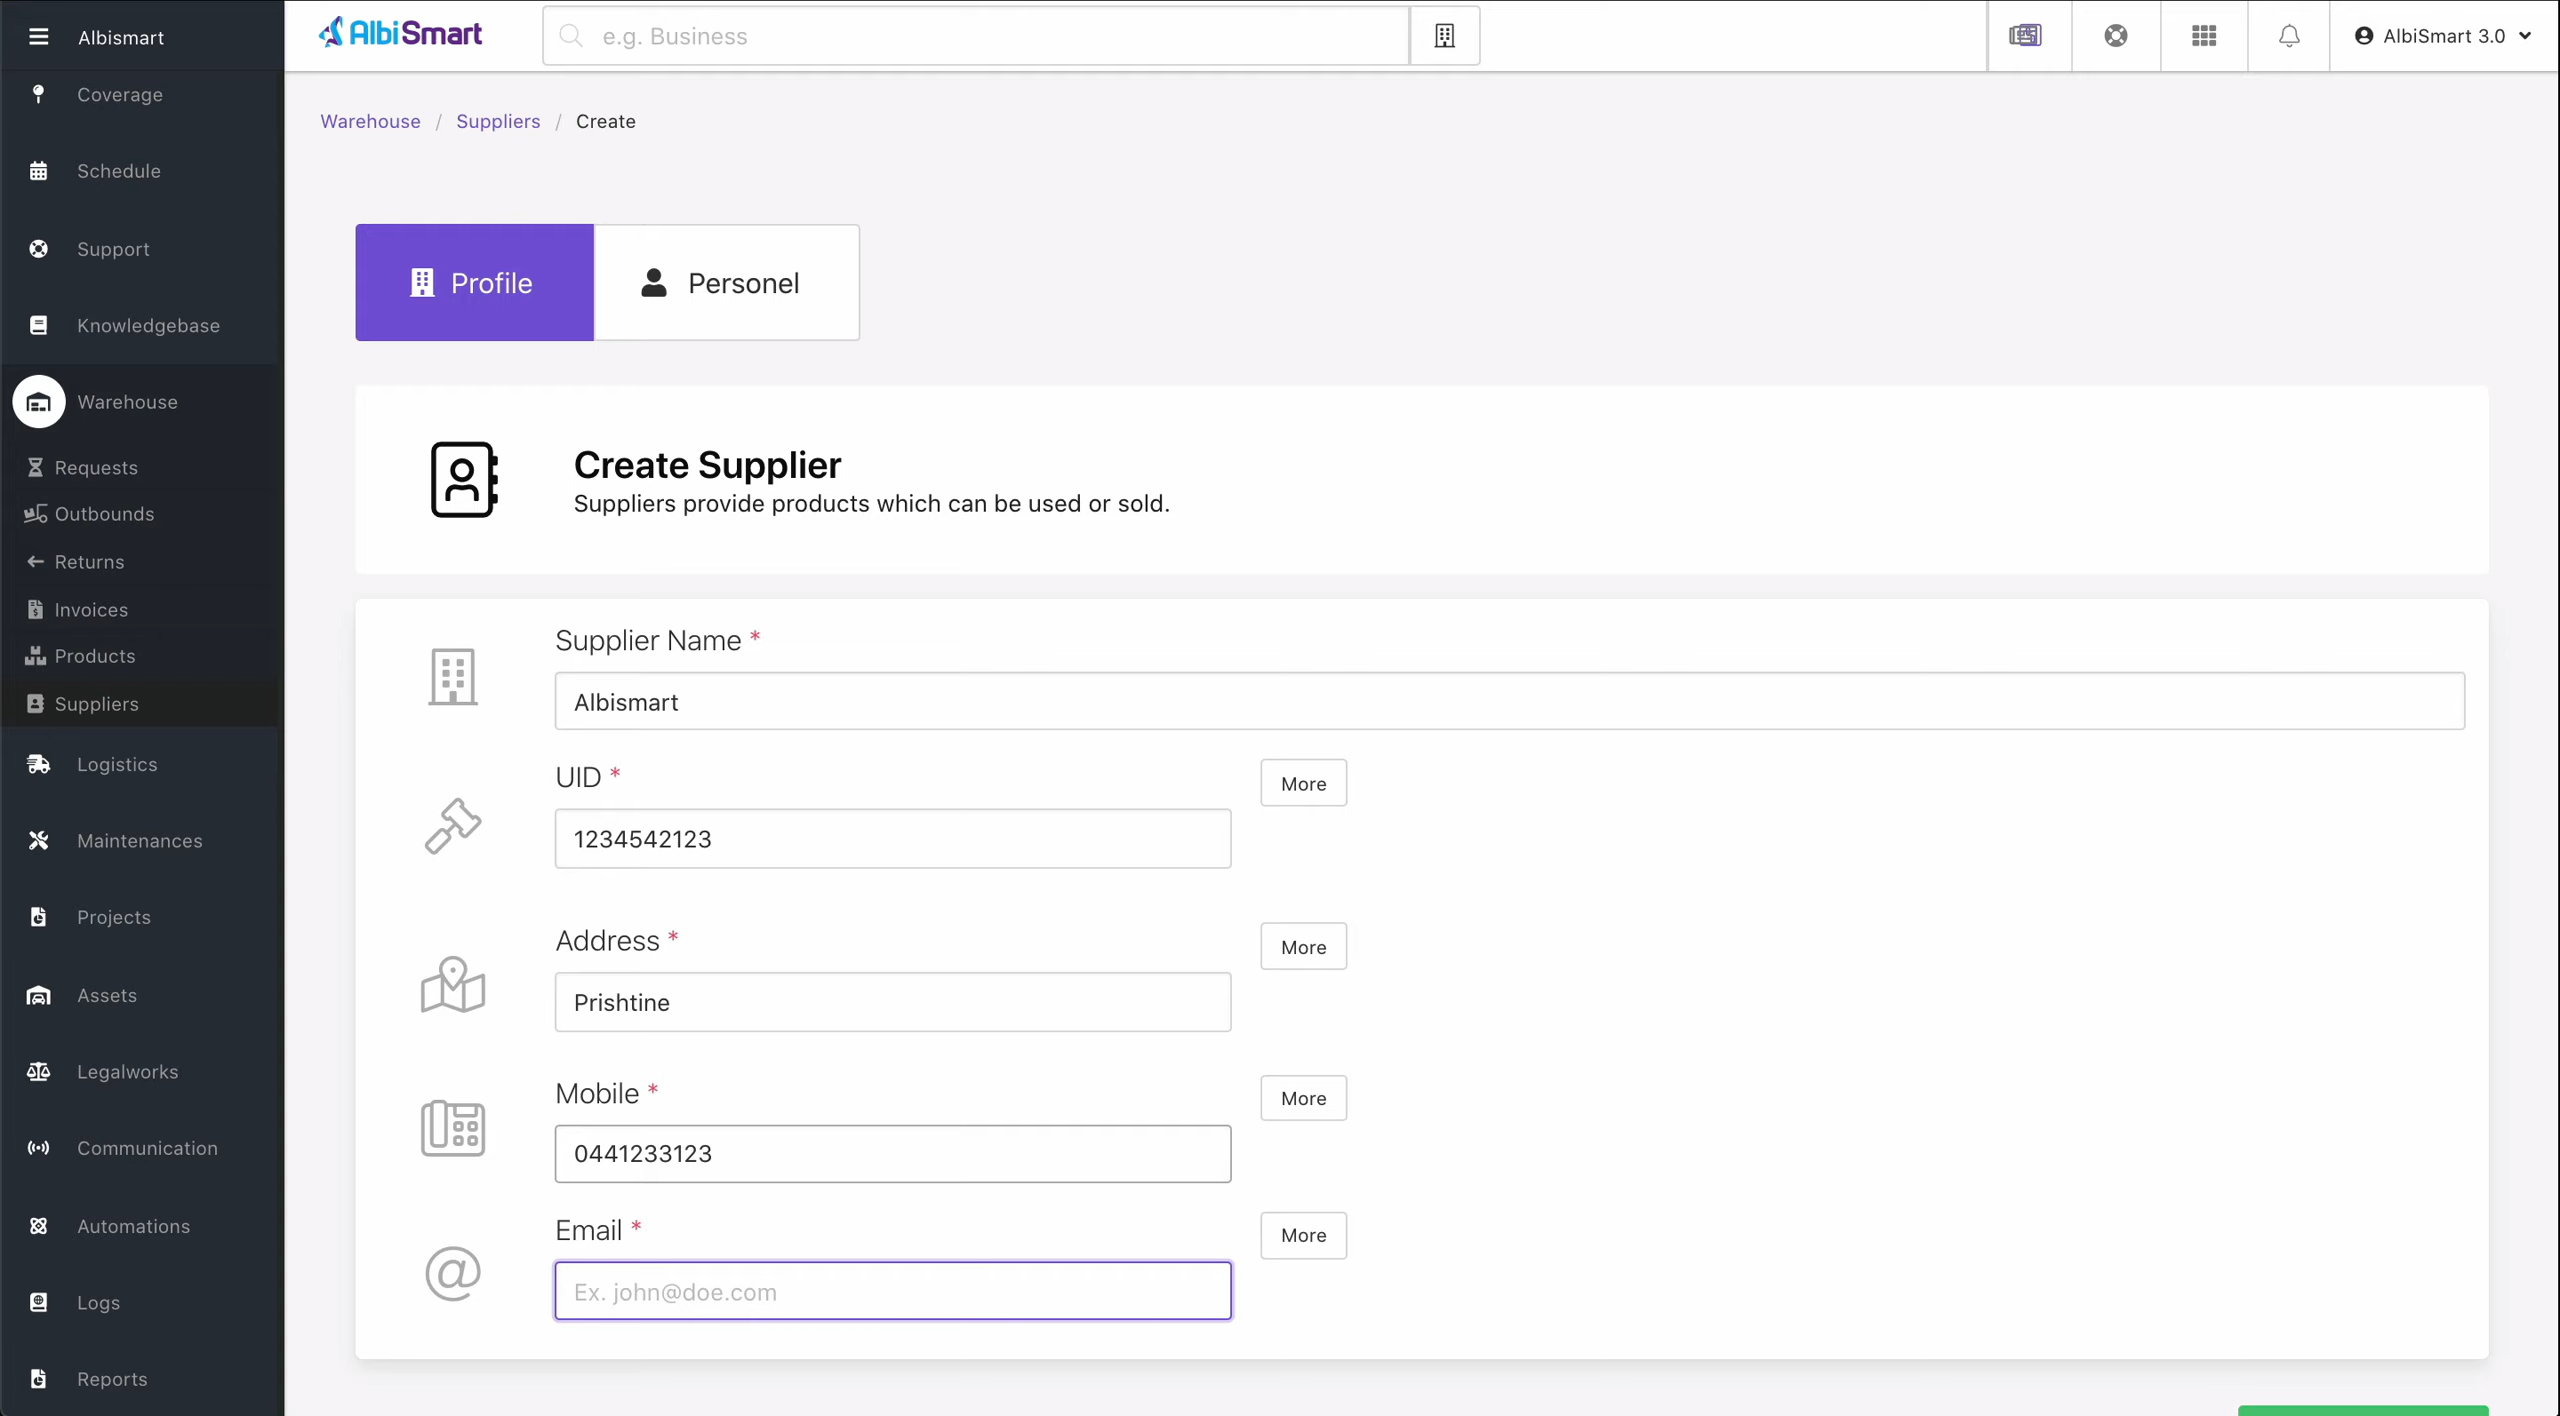 Albismart
AlbiSmart
e.g. Business
AlbiSmart 3.0
Coverage
Schedule
Support
Knowledgebase
Warehouse
Requests
Outbounds
Returns
Invoices
Products
Suppliers
Logistics
Maintenances
Projects
Assets
Legalworks
Communication
Automations
Logs
Reports
Warehouse / Suppliers / Create
Profile
Personel
Create Supplier
Suppliers provide products which can be used or sold.
Supplier Name *
Albismart
UID *
More
1234542123
Address *
More
Prishtine
Mobile *
More
0441233123
Email *
More
Ex. john@doe.com